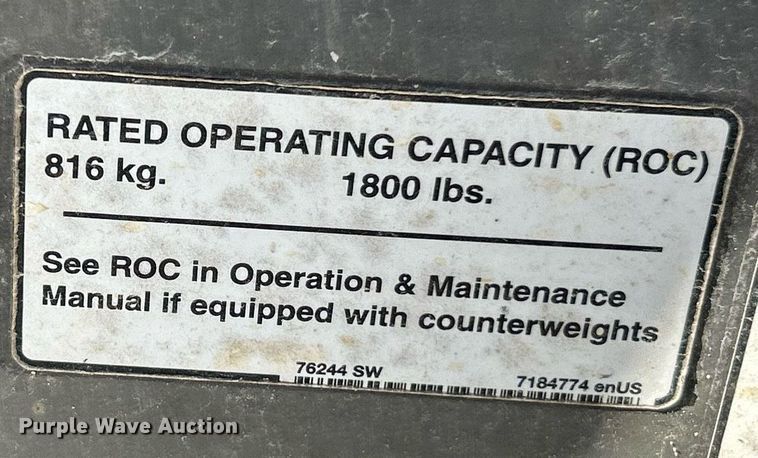 RATED OPERATING CAPACITY (ROC)
816 kg. 1800 lbs.
See ROC in Operation & Maintenance
Manual if equipped with counterweights
76244 SW 7184774 enUS
Purple Wave Auction